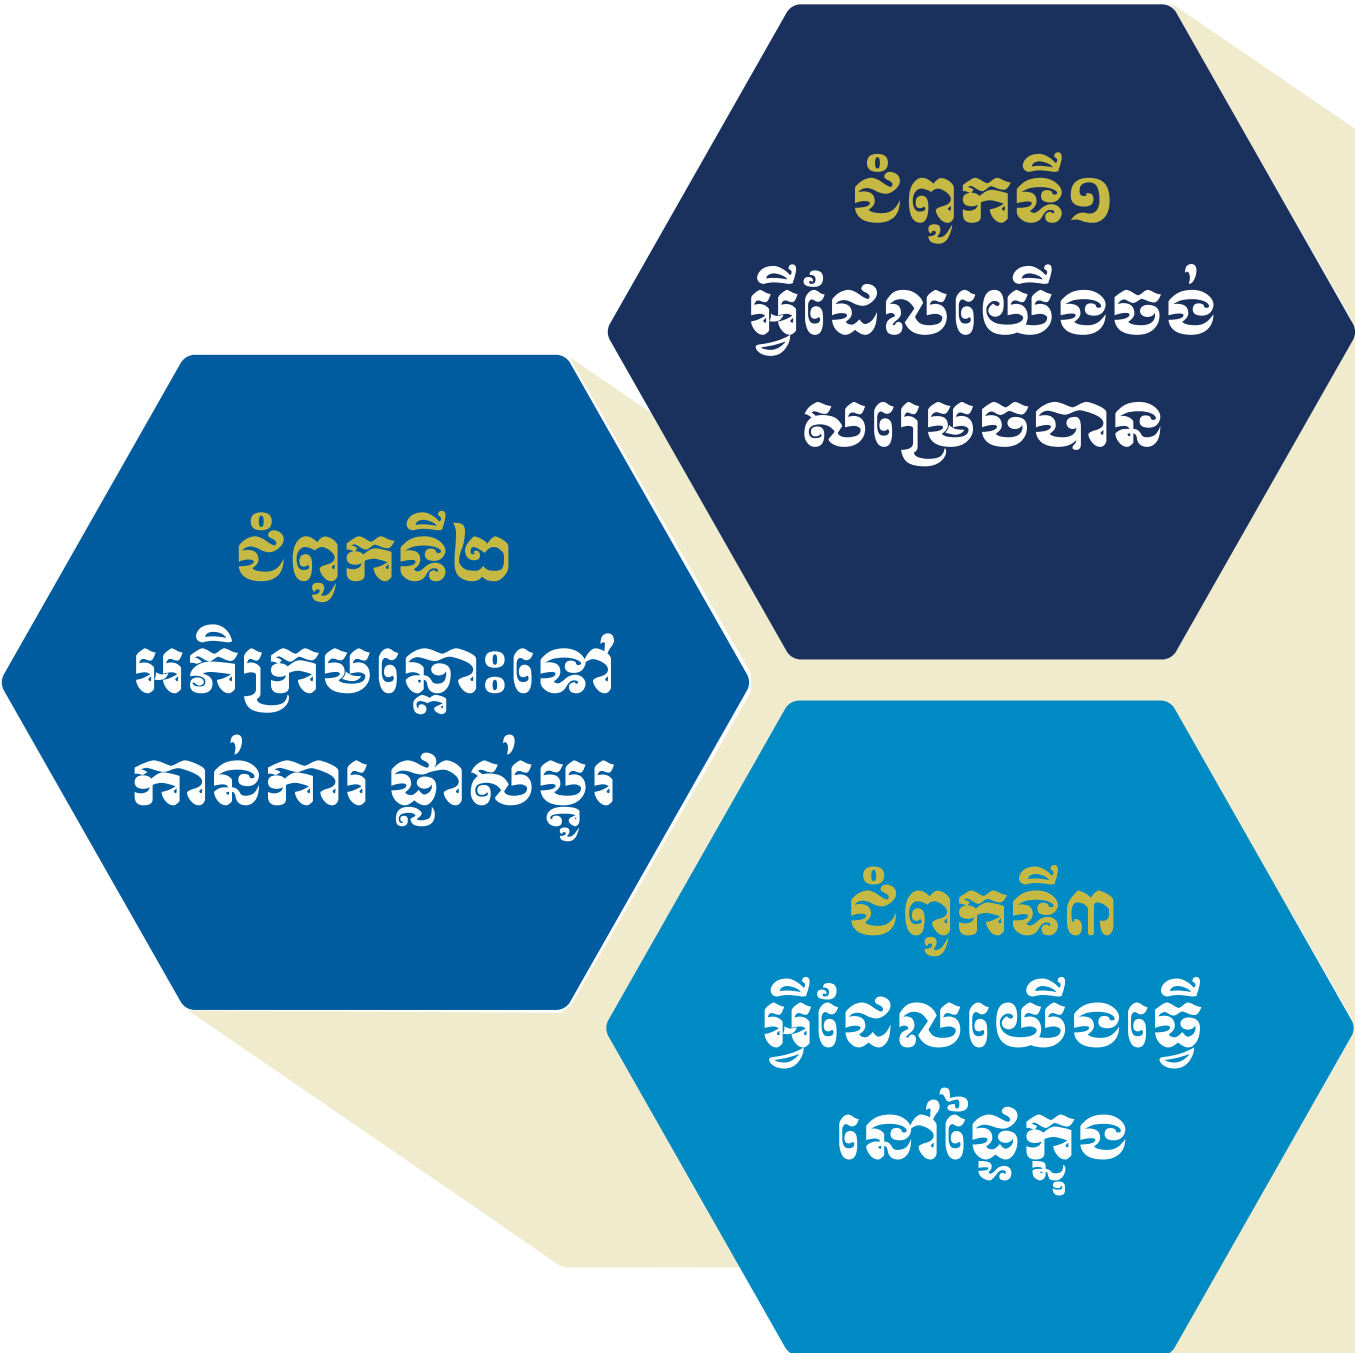 ជំពូកទី១
អ្វីដែលយើងចង់
សម្រេចបាន
ជំពូកទី២
អភិក្រមឆ្ពោះទៅ
កាន់ការ ផ្លាស់ប្ដូរ
ជំពូកទី៣
អ្វីដែលយើងធ្វើ
នៅផ្ទៃក្នុង